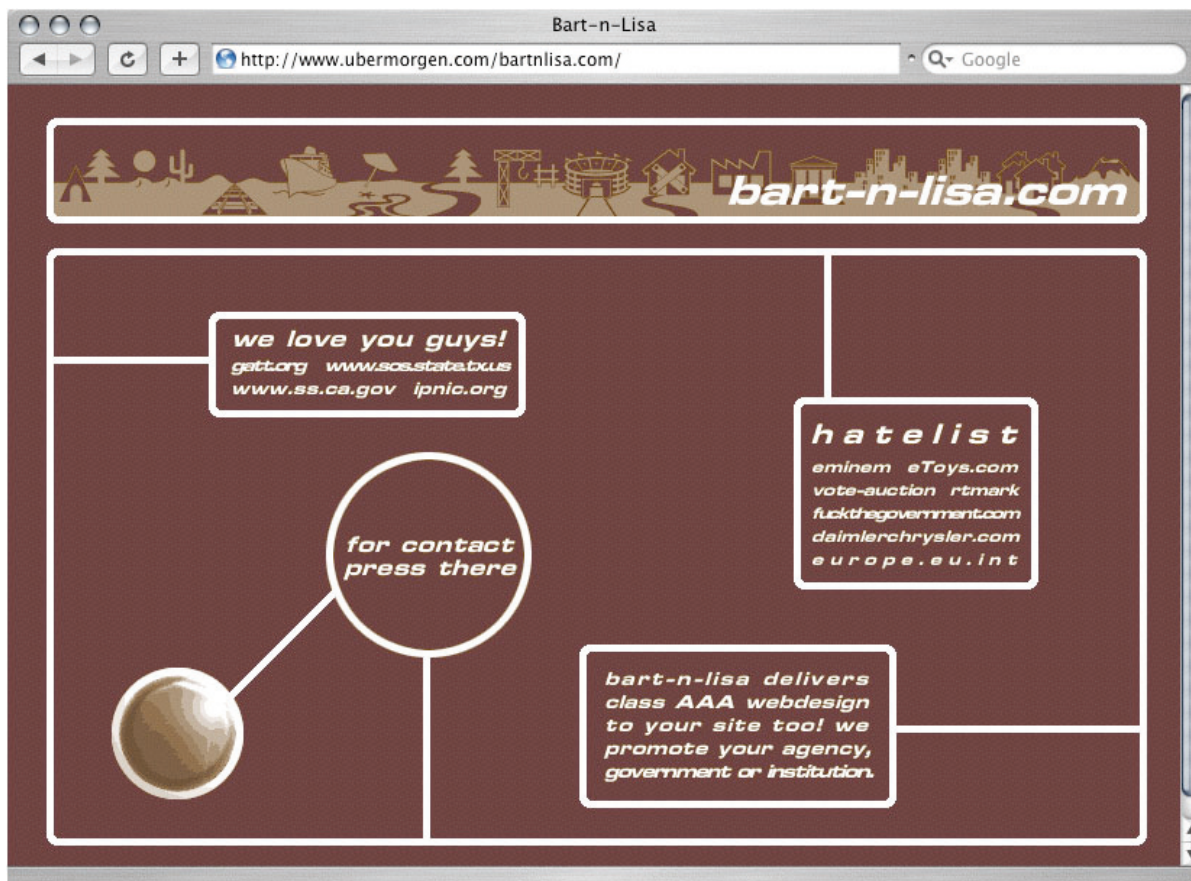 Bart-n-Lisa
http://www.ubermorgen.com/bartnlisa.com/
Google
bart-n-lisa.com
we love you guys!
gatt.org www.sos.state.tx.us
www.ss.ca.gov ipnic.org
hatelist
eminem eToys.com
vote-auction rtmark
fuckthegovernment.com
daimlerchrysler.com
europe.eu.int
for contact
press there
bart-n-lisa delivers
class AAA webdesign
to your site too! we
promote your agency,
government or institution.